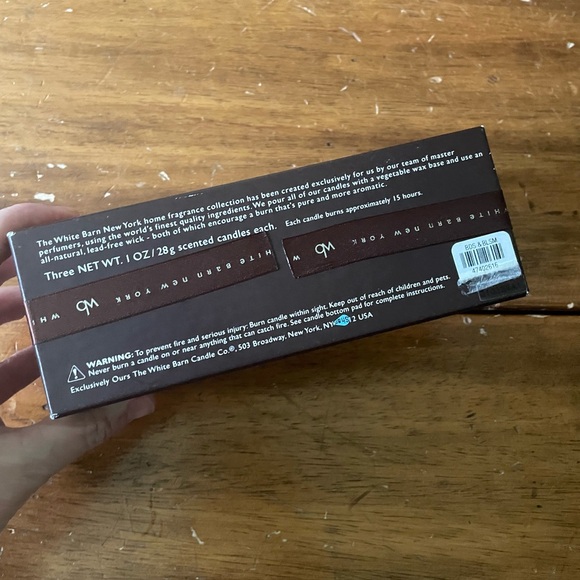 The White Barn New York home fragrance collection has been created exclusively for us by our team of master
perfumers, using the world's finest quality ingredients. We pour all of our candles with a vegetable wax base and use an
all-natural, lead-free wick - both of which encourage a burn that's pure and more aromatic.
Three NET WT. 1 OZ/28g scented candles each. Each candle burns approximately 15 hours.
WH wb hite Barn new york
W wb hite Barn new york
BDS & BLSM
47402616
WARNING: To prevent fire and serious injury: Burn candle within sight. Keep out of reach of children and pets.
Never burn a candle on or near anything that can catch fire. See candle bottom pad for complete instructions.
Exclusively Ours The White Barn Candle Co.®, 503 Broadway, New York, NY 12 USA